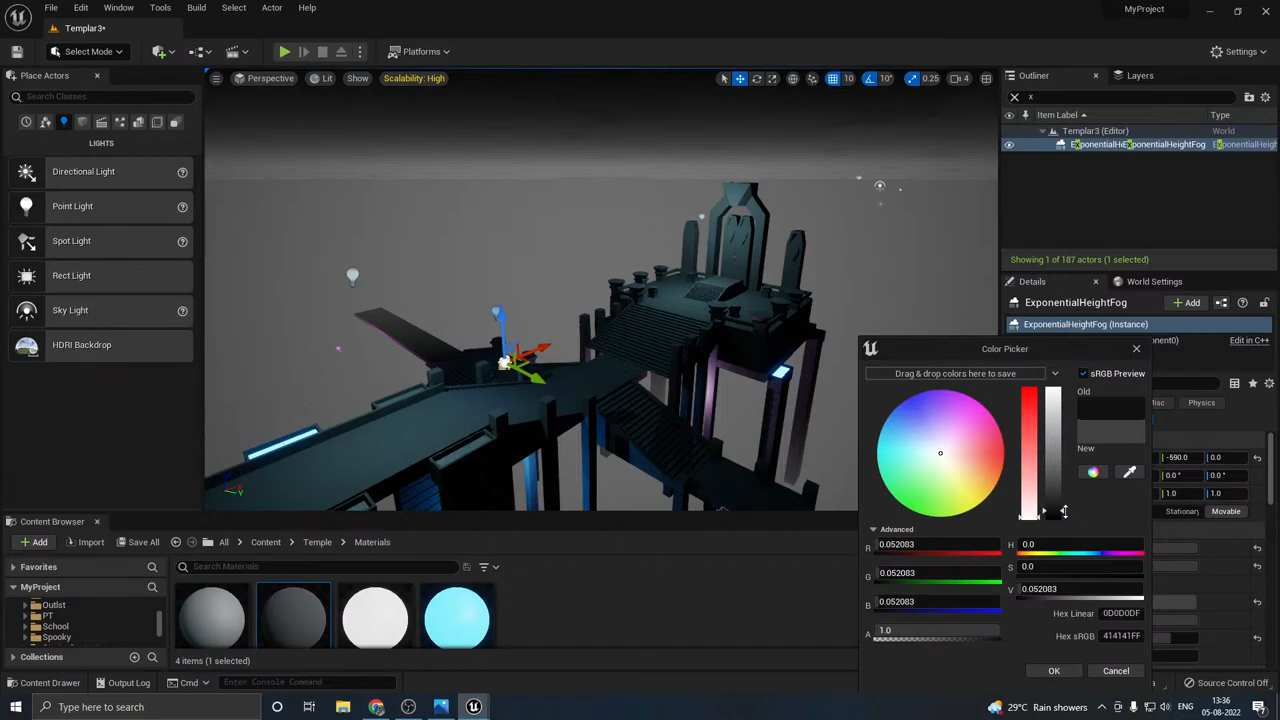 File Edit Window Tools Build Select Actor Help
MyProject
Templar3*
Select Mode
Platforms
Settings
Place Actors
Search Classes
LIGHTS
Directional Light
Point Light
Spot Light
Rect Light
Sky Light
HDRI Backdrop
Perspective Lit Show Scalability: High
10 10° 0.25 4
Outliner Layers
x
Item Label Type
Templar3 (Editor) World
ExponentialHeightFog
Showing 1 of 187 actors (1 selected)
Details World Settings
ExponentialHeightFog Add
ExponentialHeightFog (Instance)
Edit in C++
Misc Physics
-590.0 0.0
0.0° 0.0°
1.0 1.0
Stationary Movable
Color Picker
Drag & drop colors here to save
sRGB Preview
Old
New
Advanced
R 0.052083 H 0.0
G 0.052083 S 0.0
B 0.052083 V 0.052083
Hex Linear 0D0D0DF
A 1.0
Hex sRGB 414141FF
OK Cancel
Content Browser
Add Import Save All All Content Temple Materials
Favorites
Search Materials
MyProject
Outlst
PT
School
Spooky
Collections
4 items (1 selected)
Content Drawer Output Log Cmd Enter Console Command
Source Control Off
Type here to search
29°C Rain showers ENG 13:36
05-08-2022